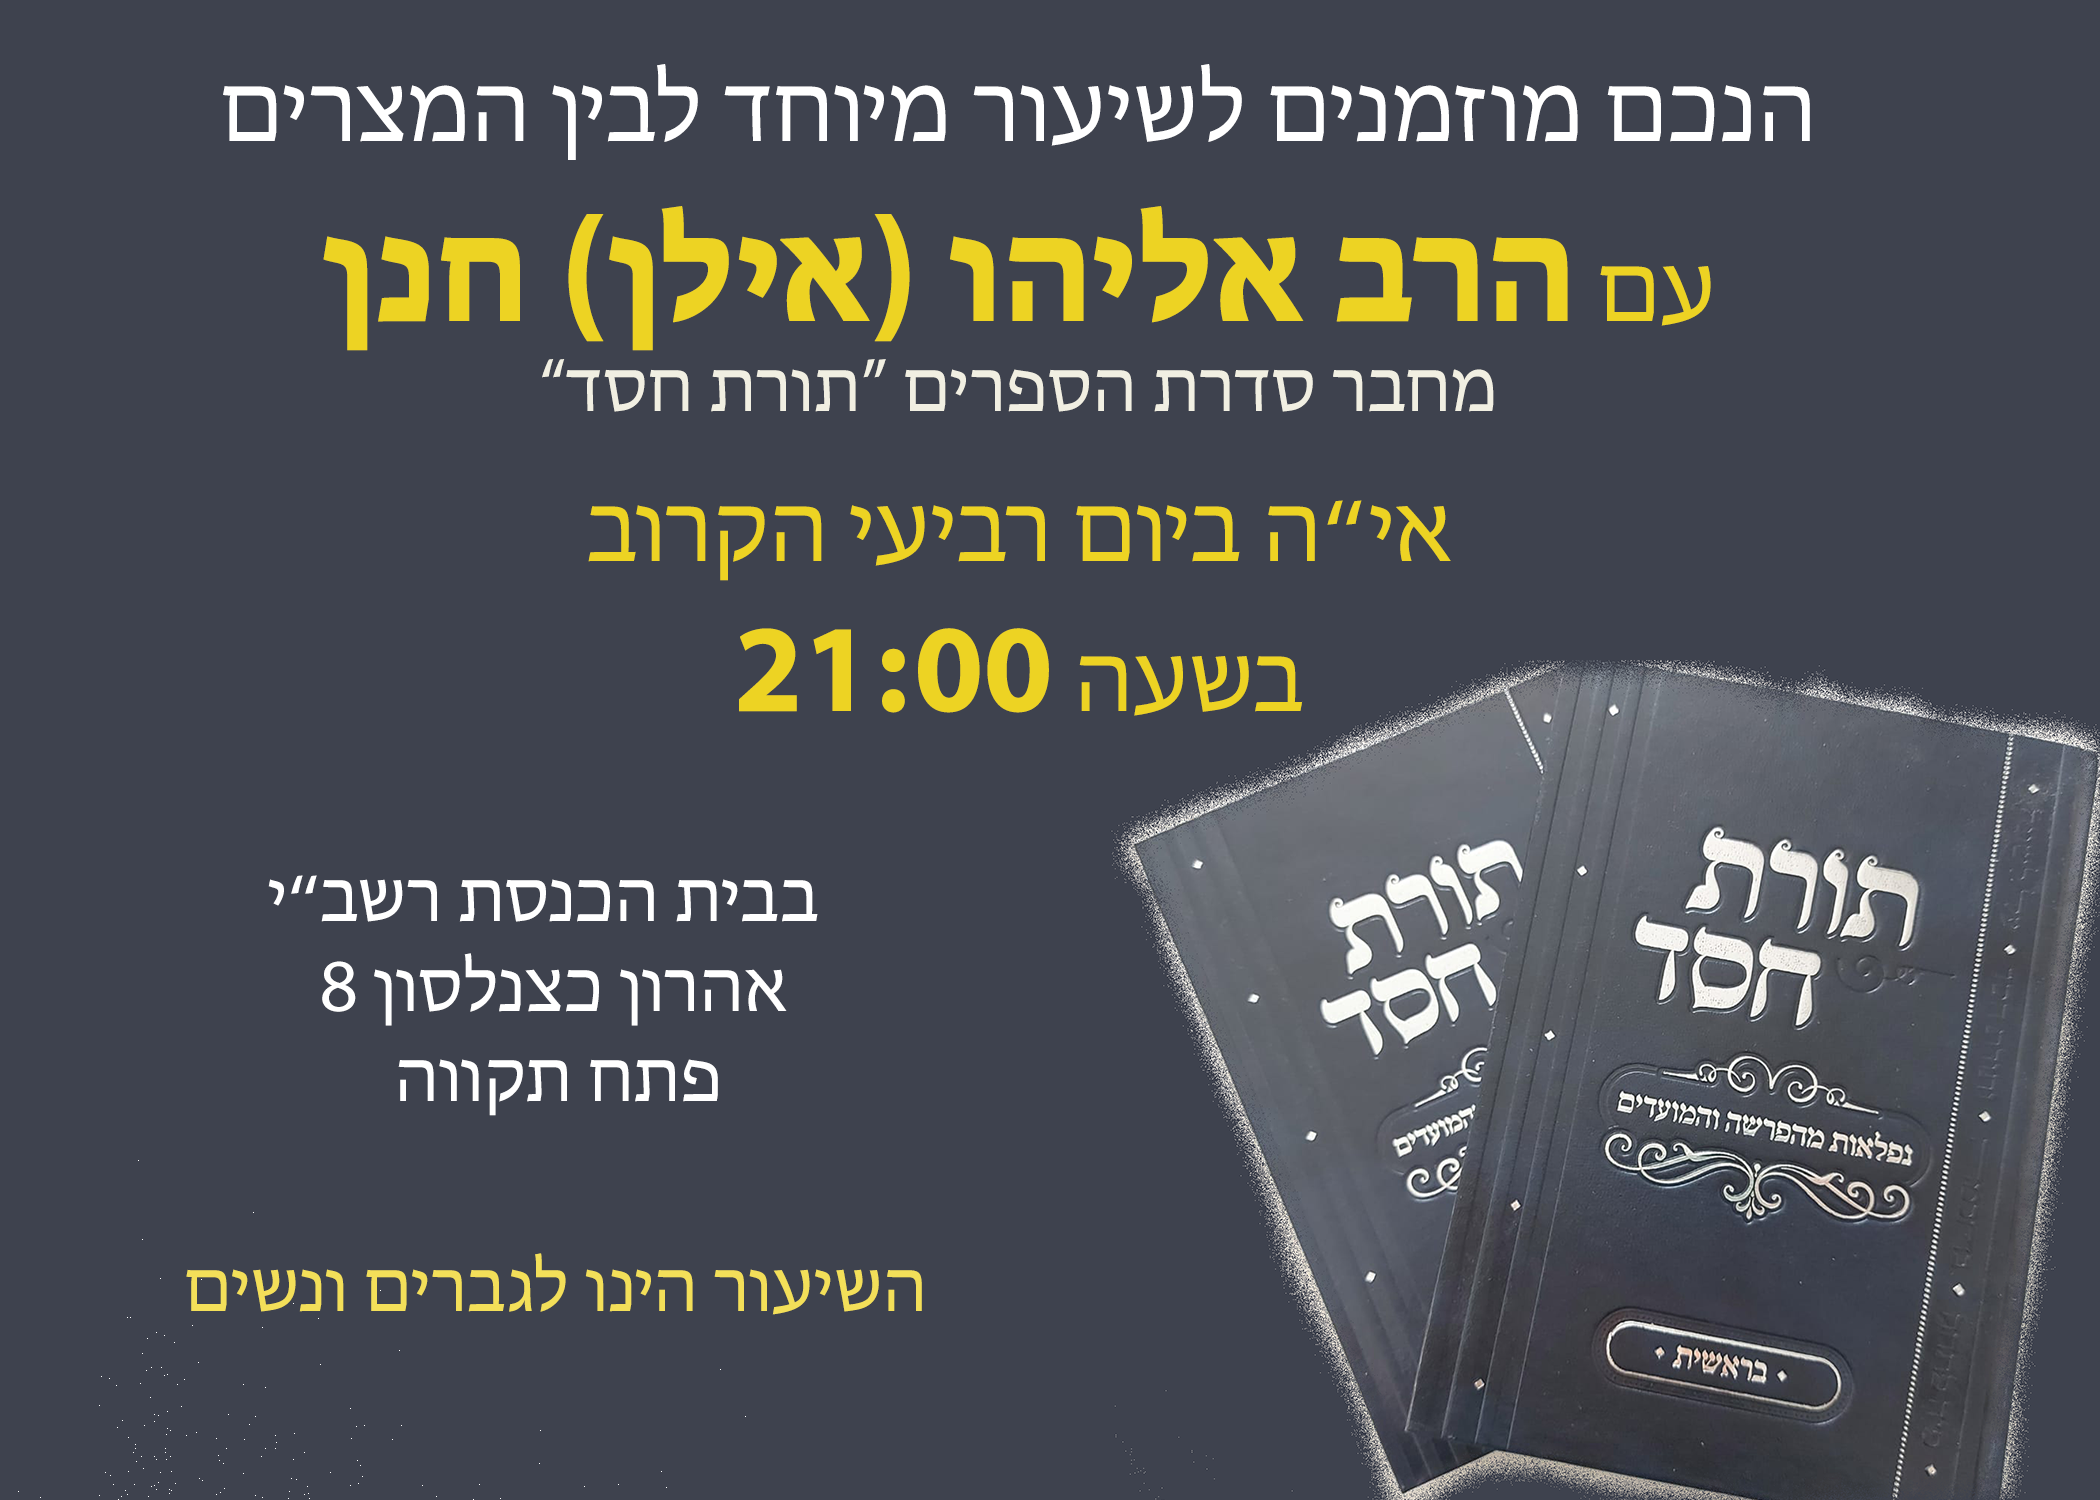 הנכם מוזמנים לשיעור מיוחד לבין המצרים
עם הרב אליהו (אילן) חנן
מחבר סדרת הספרים ”תורת חסד“
אי“ה ביום רביעי הקרוב
בשעה 21:00
בבית הכנסת רשב“י
אהרון כצנלסון 8
פתח תקווה
השיעור הינו לגברים ונשים
תורת
חסד
והמועדים
תורת
חסד
נפלאות מהפרשה והמועדים
בראשית